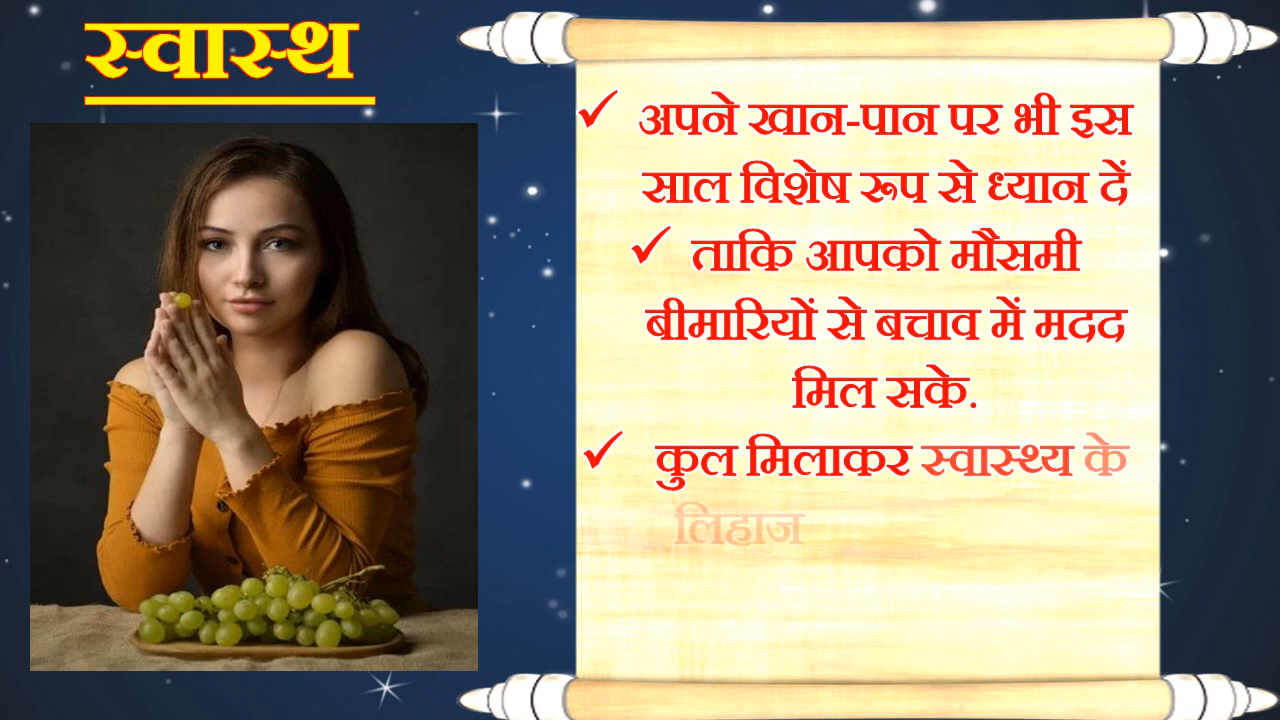 स्वास्थ
✓ अपने खान-पान पर भी इस
साल विशेष रूप से ध्यान दें
✓ ताकि आपको मौसमी
बीमारियों से बचाव में मदद
मिल सके.
✓ कुल मिलाकर स्वास्थ्य के
लिहाज